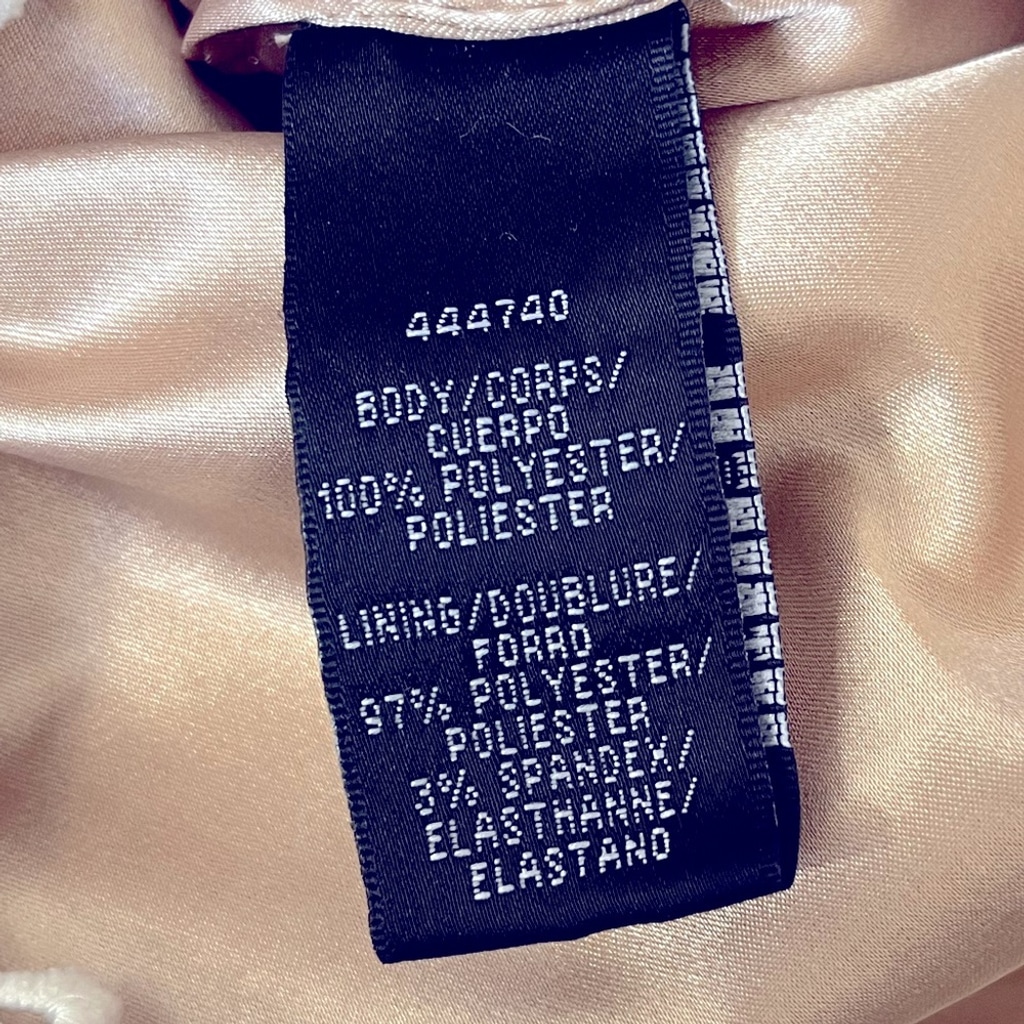 444740
BODY/CORPS/
CUERPO
100% POLYESTER/
POLIESTER
LINING/DOUBLURE/
FORRO
97% POLYESTER/
POLIESTER
3% SPANDEX/
ELASTHANNE/
ELASTANO